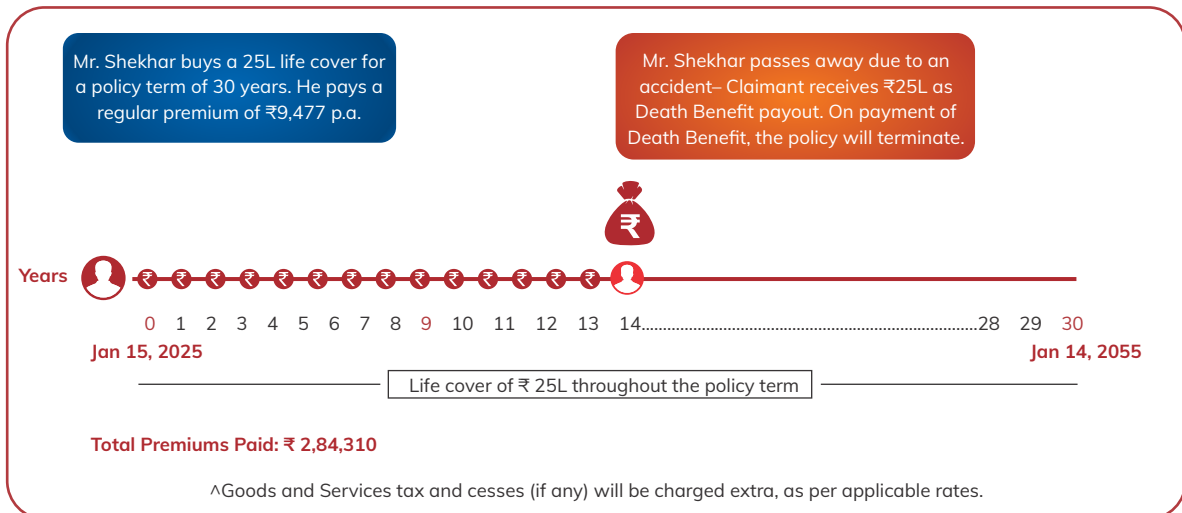 Mr. Shekhar buys a 25L life cover for
a policy term of 30 years. He pays a
regular premium of ₹9,477 p.a.
Mr. Shekhar passes away due to an
accident– Claimant receives ₹25L as
Death Benefit payout. On payment of
Death Benefit, the policy will terminate.
₹
Years ₹ ₹ ₹ ₹ ₹ ₹ ₹ ₹ ₹ ₹ ₹ ₹ ₹ ₹
0 1 2 3 4 5 6 7 8 9 10 11 12 13 14..........................................................................................28 29 30
Jan 15, 2025 Jan 14, 2055
Life cover of ₹ 25L throughout the policy term
Total Premiums Paid: ₹ 2,84,310
^Goods and Services tax and cesses (if any) will be charged extra, as per applicable rates.